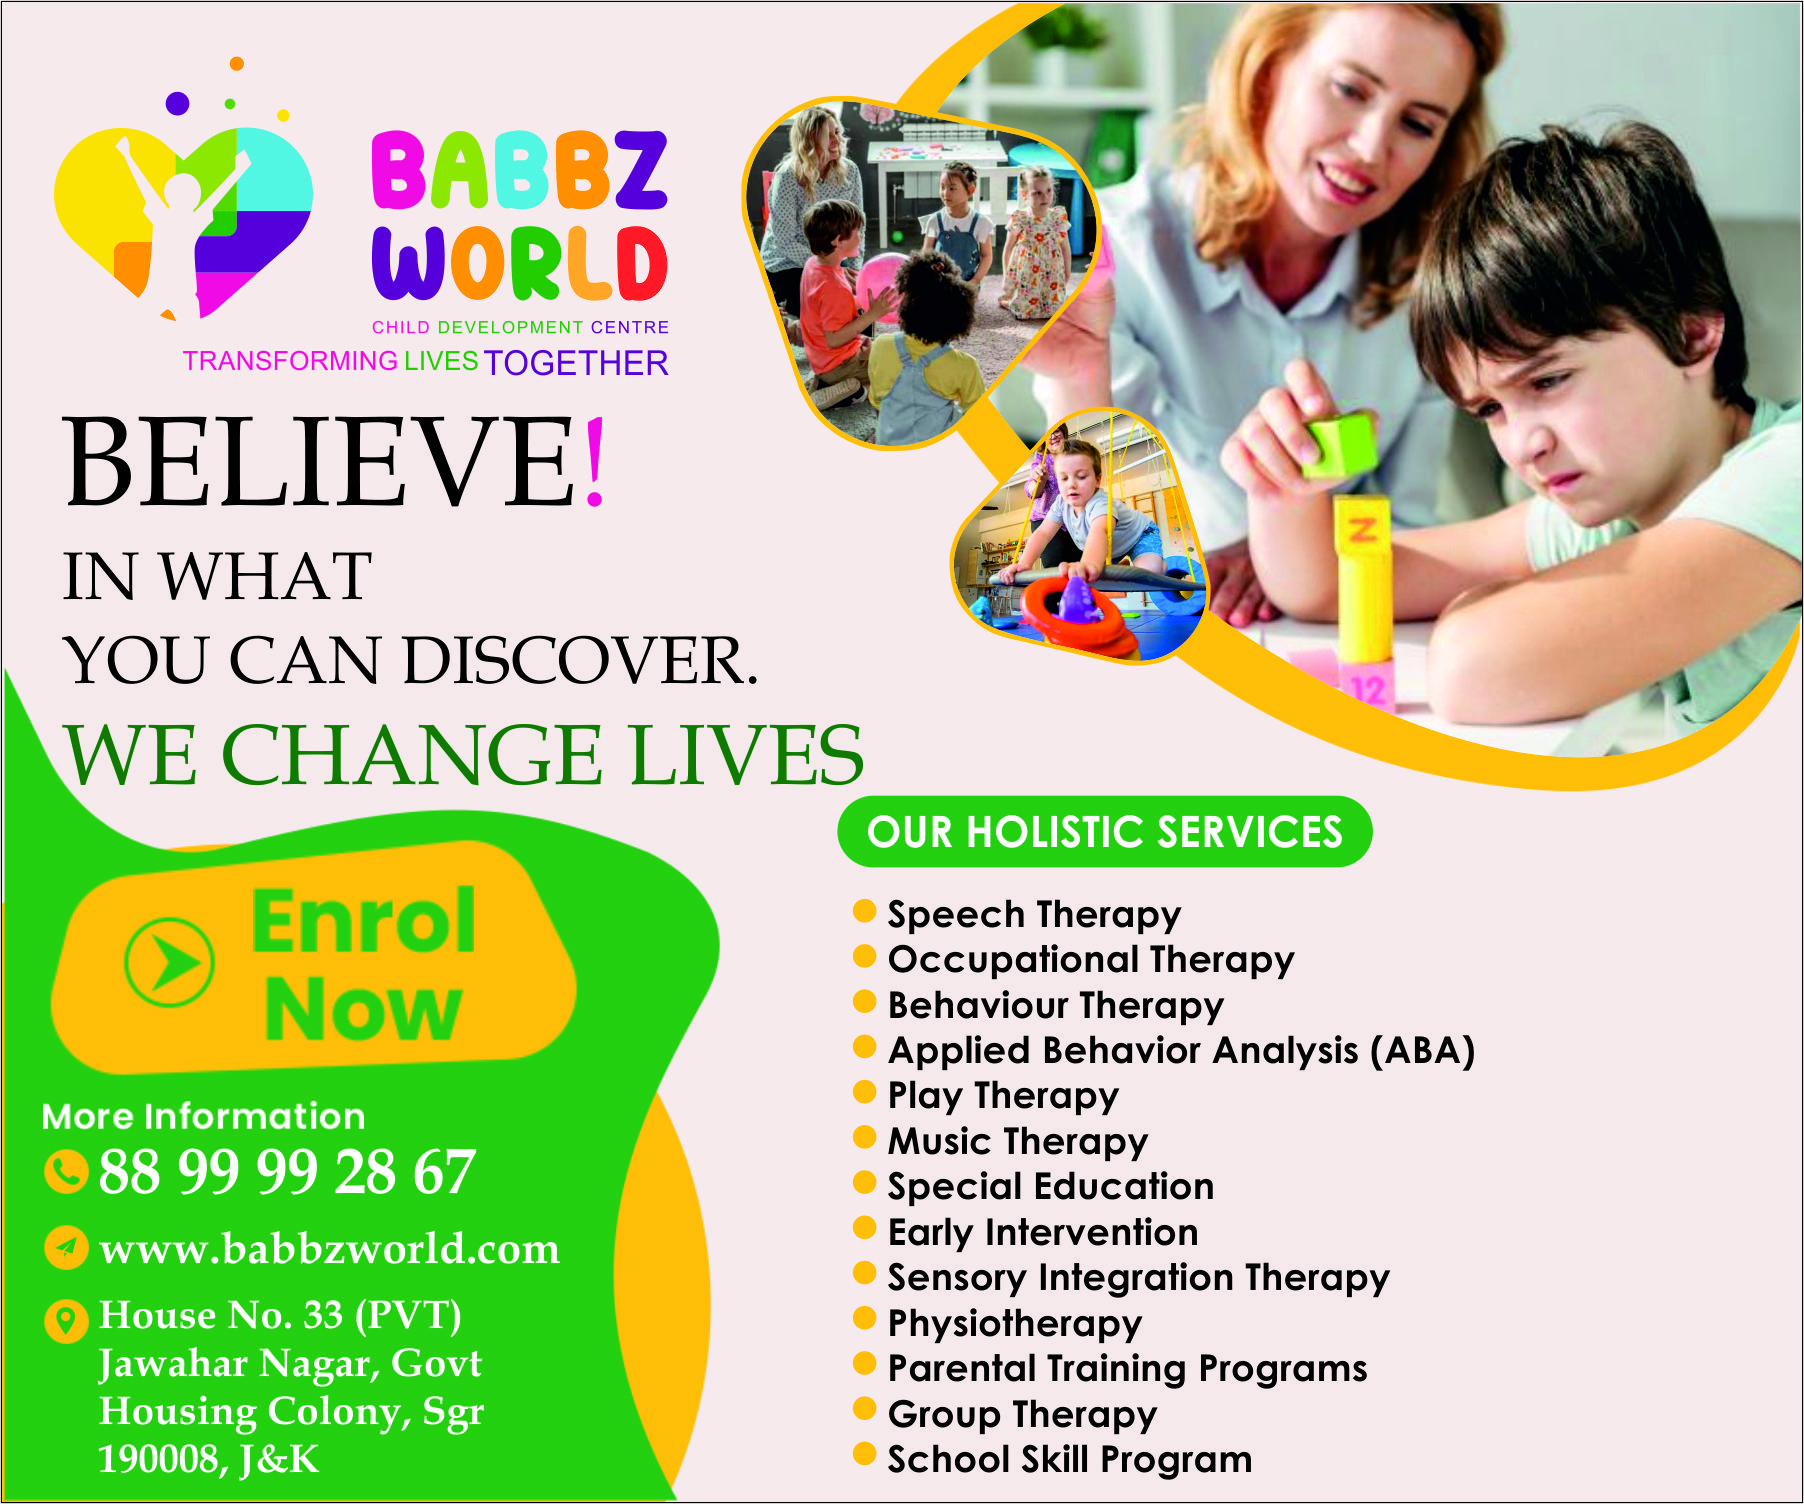 BABBZ
WORLD
CHILD DEVELOPMENT CENTRE
TRANSFORMING LIVES TOGETHER
BELIEVE!
IN WHAT
YOU CAN DISCOVER.
WE CHANGE LIVES
Enrol
Now
More Information
88 99 99 28 67
www.babbzworld.com
House No. 33 (PVT)
Jawahar Nagar, Govt
Housing Colony, Sgr
190008, J&K
N
12
OUR HOLISTIC SERVICES
Speech Therapy
Occupational Therapy
Behaviour Therapy
Applied Behavior Analysis (ABA)
Play Therapy
Music Therapy
Special Education
Early Intervention
Sensory Integration Therapy
Physiotherapy
Parental Training Programs
Group Therapy
School Skill Program